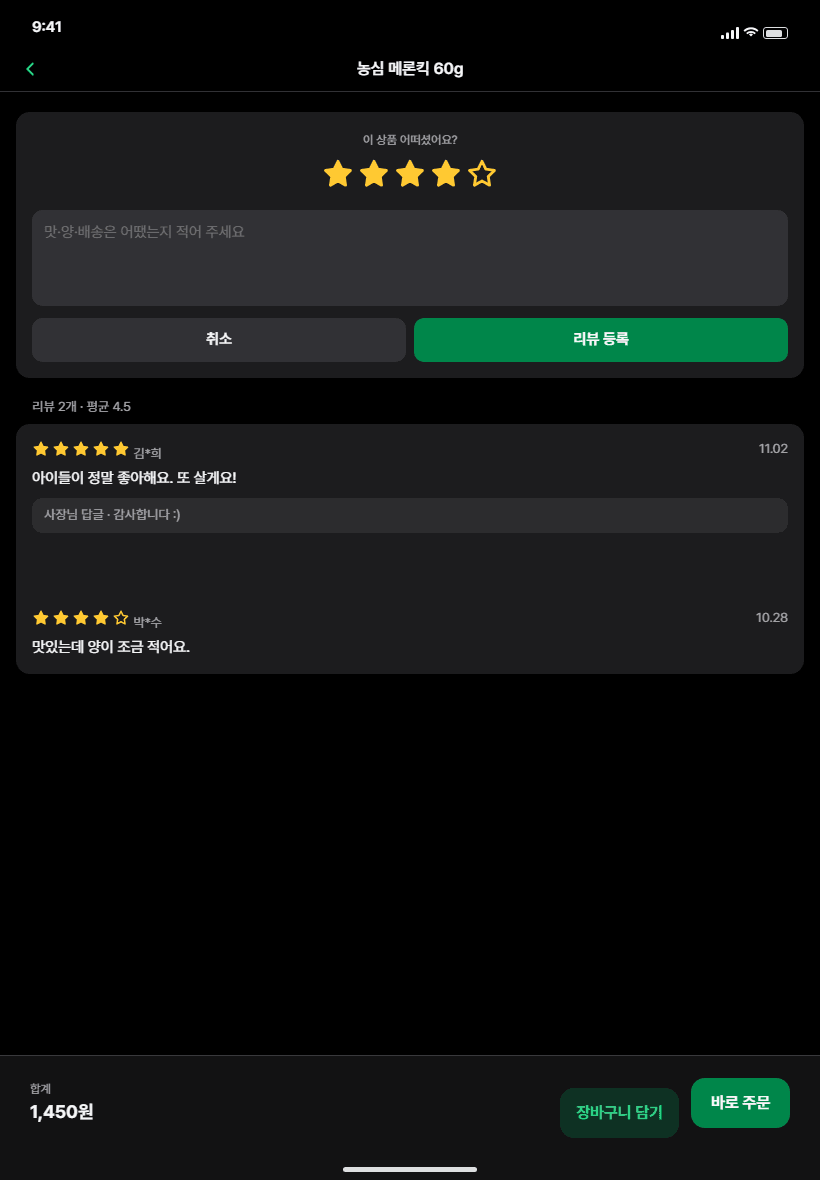 9:41
농심 메론킥 60g
이 상품 어떠셨어요?
맛·양·배송은 어땠는지 적어 주세요
취소
리뷰 등록
리뷰 2개 · 평균 4.5
김*희
11.02
아이들이 정말 좋아해요. 또 살게요!
사장님 답글 · 감사합니다 :)
박*수
10.28
맛있는데 양이 조금 적어요.
합계
1,450원
장바구니 담기
바로 주문